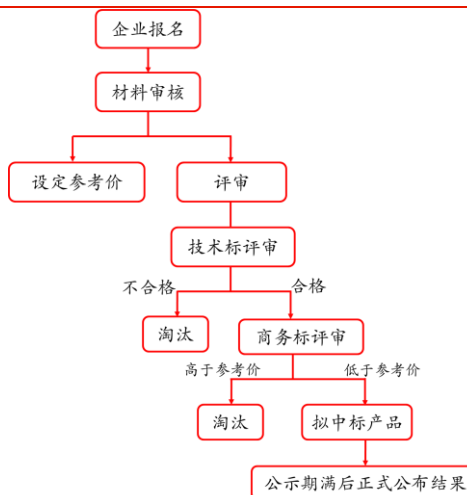 企业报名
材料审核
设定参考价
评审
技术标评审
不合格
合格
淘汰
商务标评审
高于参考价
低于参考价
淘汰
拟中标产品
公示期满后正式公布结果